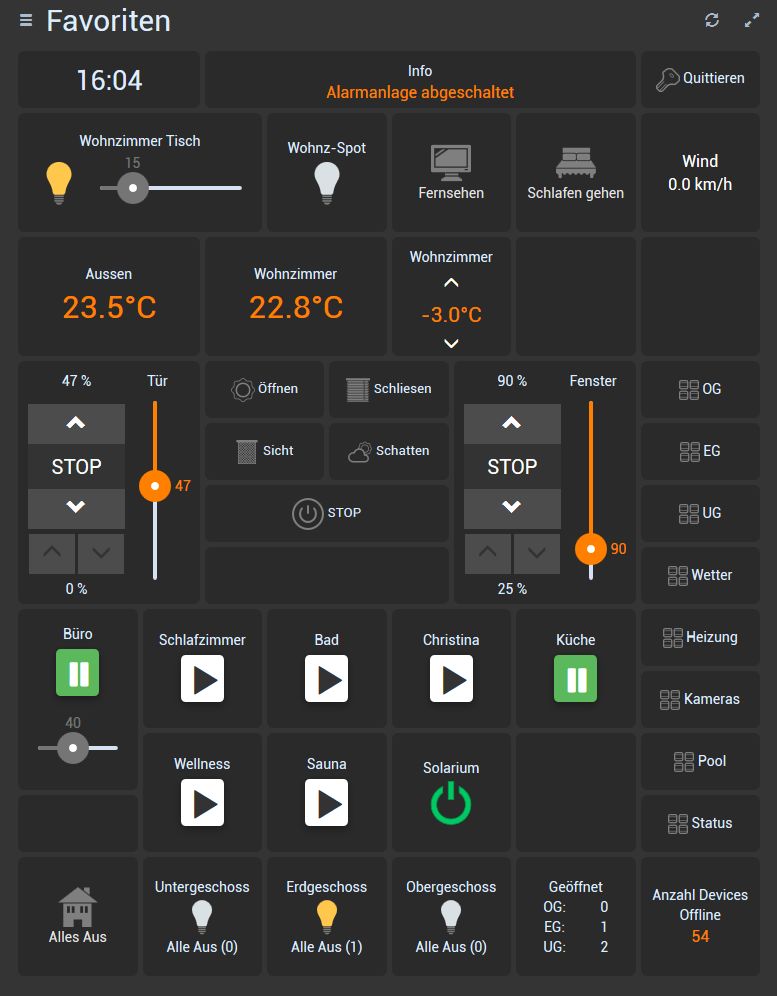 Favoriten
16:04
Info
Alarmanlage abgeschaltet
Quittieren
Wohnzimmer Tisch
15
Wohnz-Spot
Fernsehen
Schlafen gehen
Wind
0.0 km/h
Aussen
23.5°C
Wohnzimmer
22.8°C
Wohnzimmer
-3.0°C
47 %
Tür
STOP
47
0 %
Öffnen
Schliesen
Sicht
Schatten
STOP
90 %
Fenster
STOP
90
25 %
OG
EG
UG
Wetter
Heizung
Kameras
Pool
Status
Büro
40
Schlafzimmer
Bad
Christina
Küche
Wellness
Sauna
Solarium
Alles Aus
Untergeschoss
Alle Aus (0)
Erdgeschoss
Alle Aus (1)
Obergeschoss
Alle Aus (0)
Geöffnet
OG: 0
EG: 1
UG: 2
Anzahl Devices
Offline
54